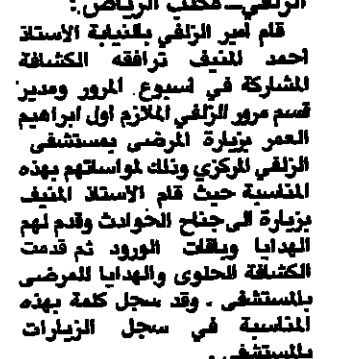 الزلفي ــ مكتب الرياض :
قام أمير الزلفي بالنيابة الأستاذ
أحمد المنيف ترافقه الكشافة
المشاركة في أسبوع المرور ومدير
قسم مرور الزلفي الملازم أول ابراهيم
العمر بزيارة المرضى بمستشفى
الزلفي المركزي وذلك لمواساتهم بهذه
المناسبة حيث قام الأستاذ المنيف
بزيارة الى جناح الحوادث وقدم لهم
الهدايا وباقات الورود ثم قدمت
الكشافة الحلوى والهدايا للمرضى
بالمستشفى . وقد سجل كلمة بهذه
المناسبة في سجل الزيارات
بالمستشفى .